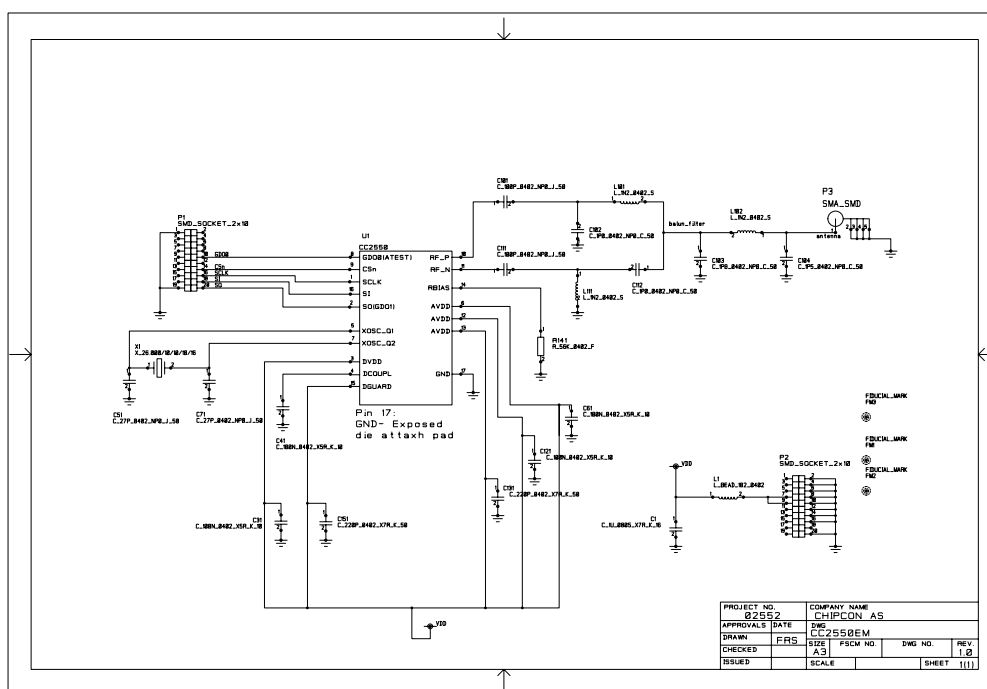 C101
C_100P_0402_NP0_J_50
L101
L_1N2_0402_S
P3
SMA_SMD
antenna
L102
L_1N2_0402_S
balun_filter
C102
C_1P0_0402_NP0_C_50
C103
C_1P8_0402_NP0_C_50
C104
C_1P5_0402_NP0_C_50
P1
SMD_SOCKET_2x10
GDO0
CSn
SCLK
SI
SO
U1
CC2550
GDO0(ATEST)
CSn
SCLK
SI
SO(GDO1)
XOSC_Q1
XOSC_Q2
DVDD
DCOUPL
DGUARD
RF_P
RF_N
RBIAS
AVDD
AVDD
AVDD
GND
Pin 17:
GND- Exposed
die attaxh pad
C111
C_100P_0402_NP0_J_50
L111
L_1N2_0402_S
C112
C_1P0_0402_NP0_C_50
R141
R_56K_0402_F
X1
X_26.000/10/10/18/16
C51
C_27P_0402_NP0_J_50
C71
C_27P_0402_NP0_J_50
C41
C_100N_0402_X5R_K_10
C61
C_100N_0402_X5R_K_10
C121
C_100N_0402_X5R_K_10
C131
C_220P_0402_X7R_K_50
C31
C_100N_0402_X5R_K_10
C151
C_220P_0402_X7R_K_50
VDD
FIDUCIAL_MARK
FM3
FIDUCIAL_MARK
FM1
FIDUCIAL_MARK
FM2
VDD
L1
L_BEAD_102_0402
P2
SMD_SOCKET_2x10
C1
C_1U_0805_X7R_K_16
PROJECT NO.
02552
COMPANY NAME
CHIPCON AS
APPROVALS DATE
DWG
CC2550EM
DRAWN FRS
SIZE
A3
FSCM NO.
DWG NO.
REV.
1.0
CHECKED
ISSUED
SCALE
SHEET 1(1)